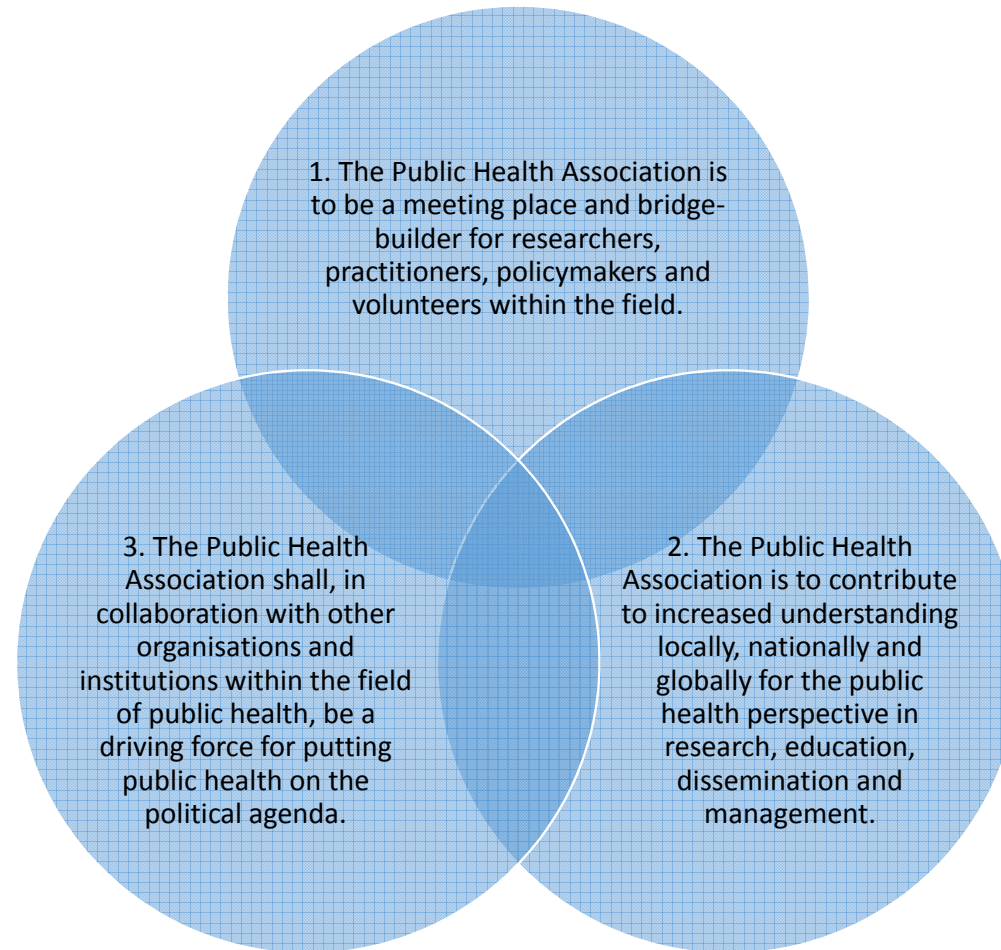 1. The Public Health Association is
to be a meeting place and bridge-
builder for researchers,
practitioners, policymakers and
volunteers within the field.
2. The Public Health
Association is to contribute
to increased understanding
locally, nationally and
globally for the public
health perspective in
research, education,
dissemination and
management.
3. The Public Health
Association shall, in
collaboration with other
organisations and
institutions within the field
of public health, be a
driving force for putting
public health on the
political agenda.